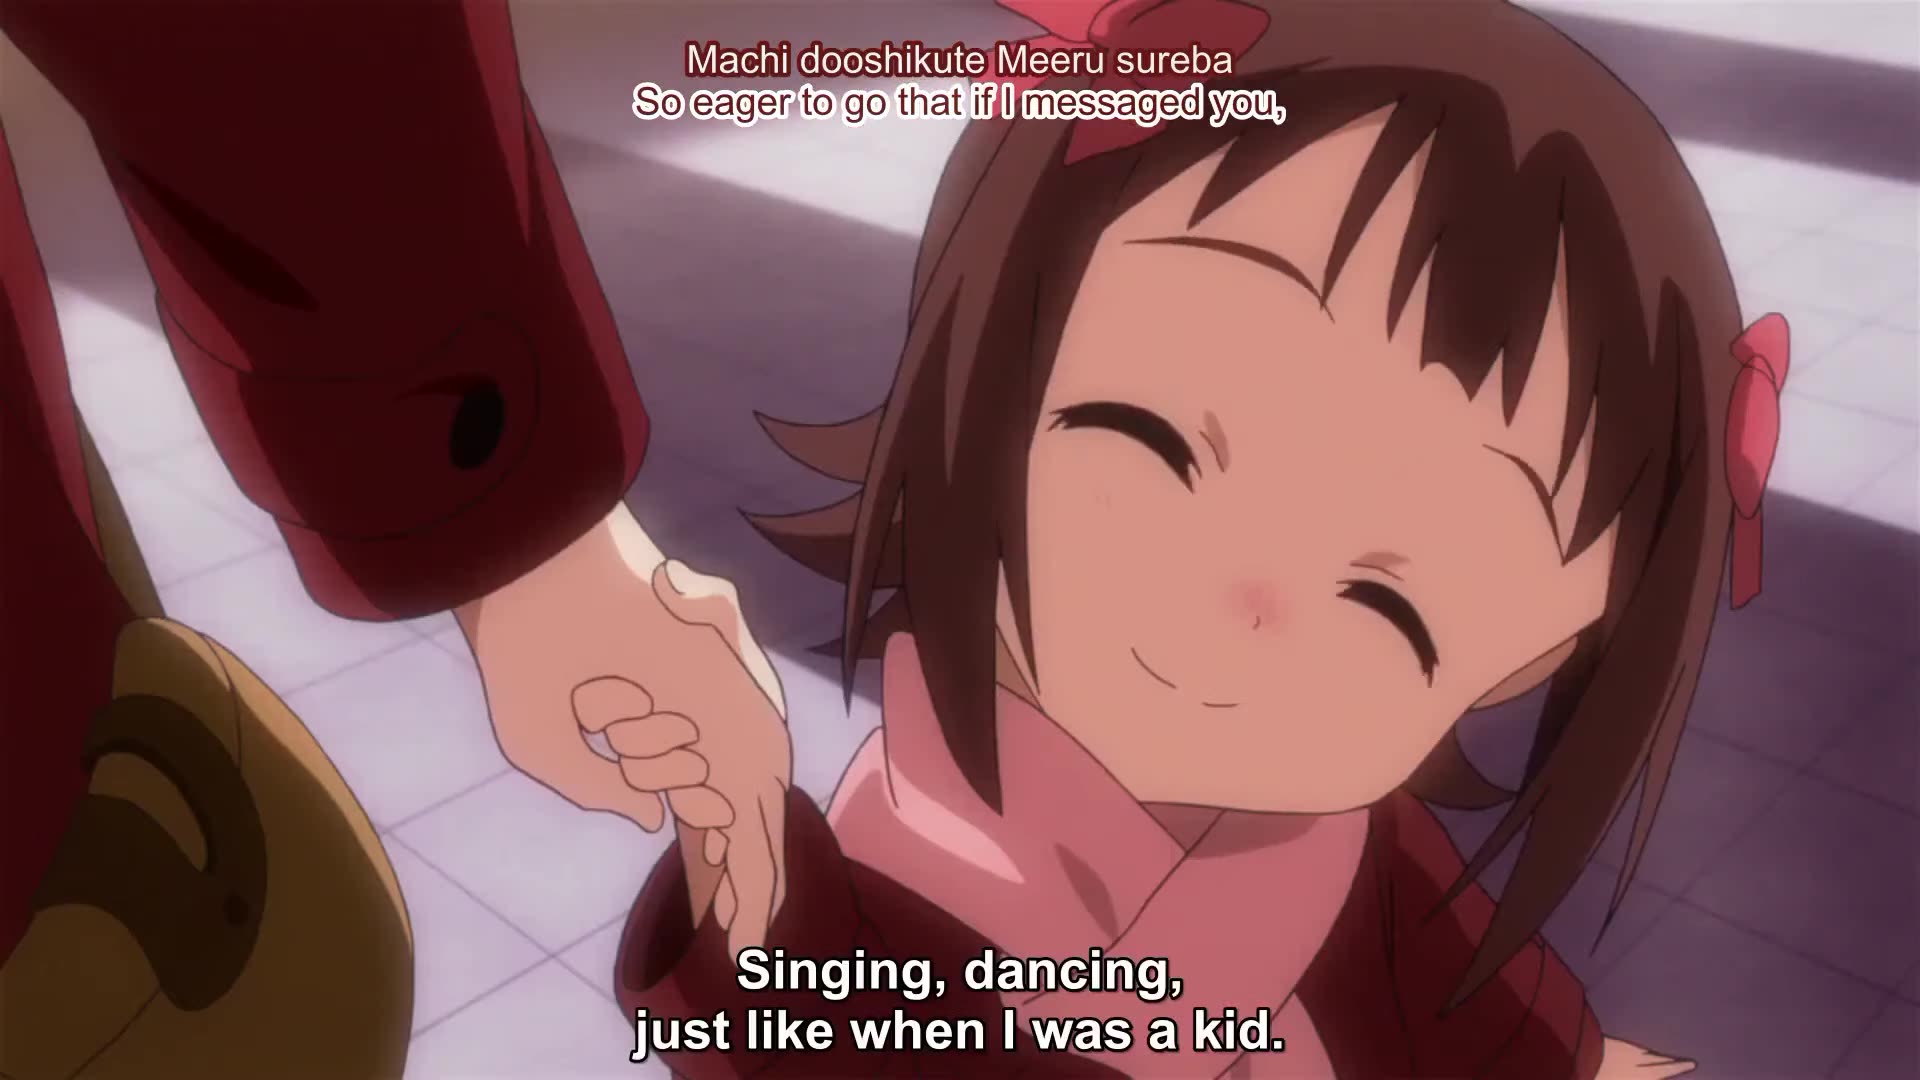 Machi dooshikute Meeru sureba
So eager to go that if I messaged you,
Singing, dancing,
just like when I was a kid.